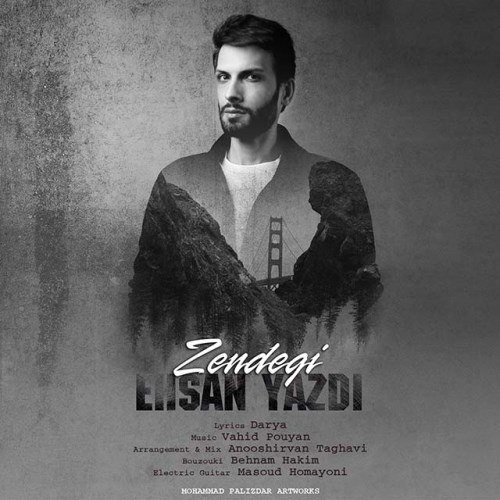 Zendegi
EHSAN YAZDI
Lyrics Darya
Music Vahid Pouyan
Arrangement & Mix Anooshirvan Taghavi
Bouzouki Behnam Hakim
Electric Guitar Masoud Homayoni
MOHAMMAD PALIZDAR ARTWORKS